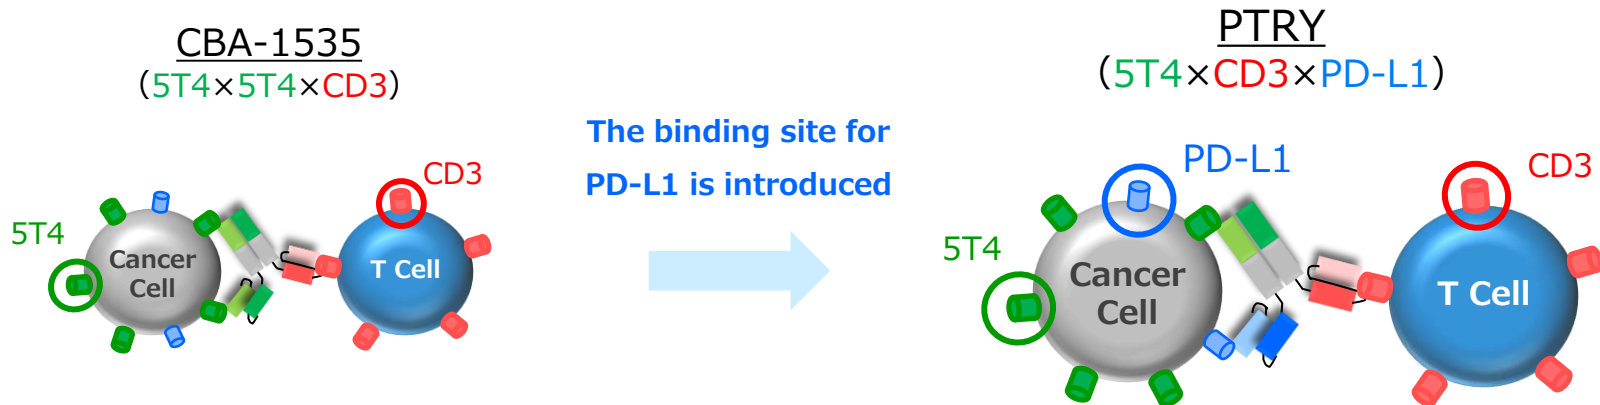 CBA-1535
（5T4×5T4×CD3）
CD3
5T4
Cancer
Cell
T Cell
The binding site for
PD-L1 is introduced
PTRY
（5T4×CD3×PD-L1）
PD-L1
CD3
5T4
Cancer
Cell
T Cell